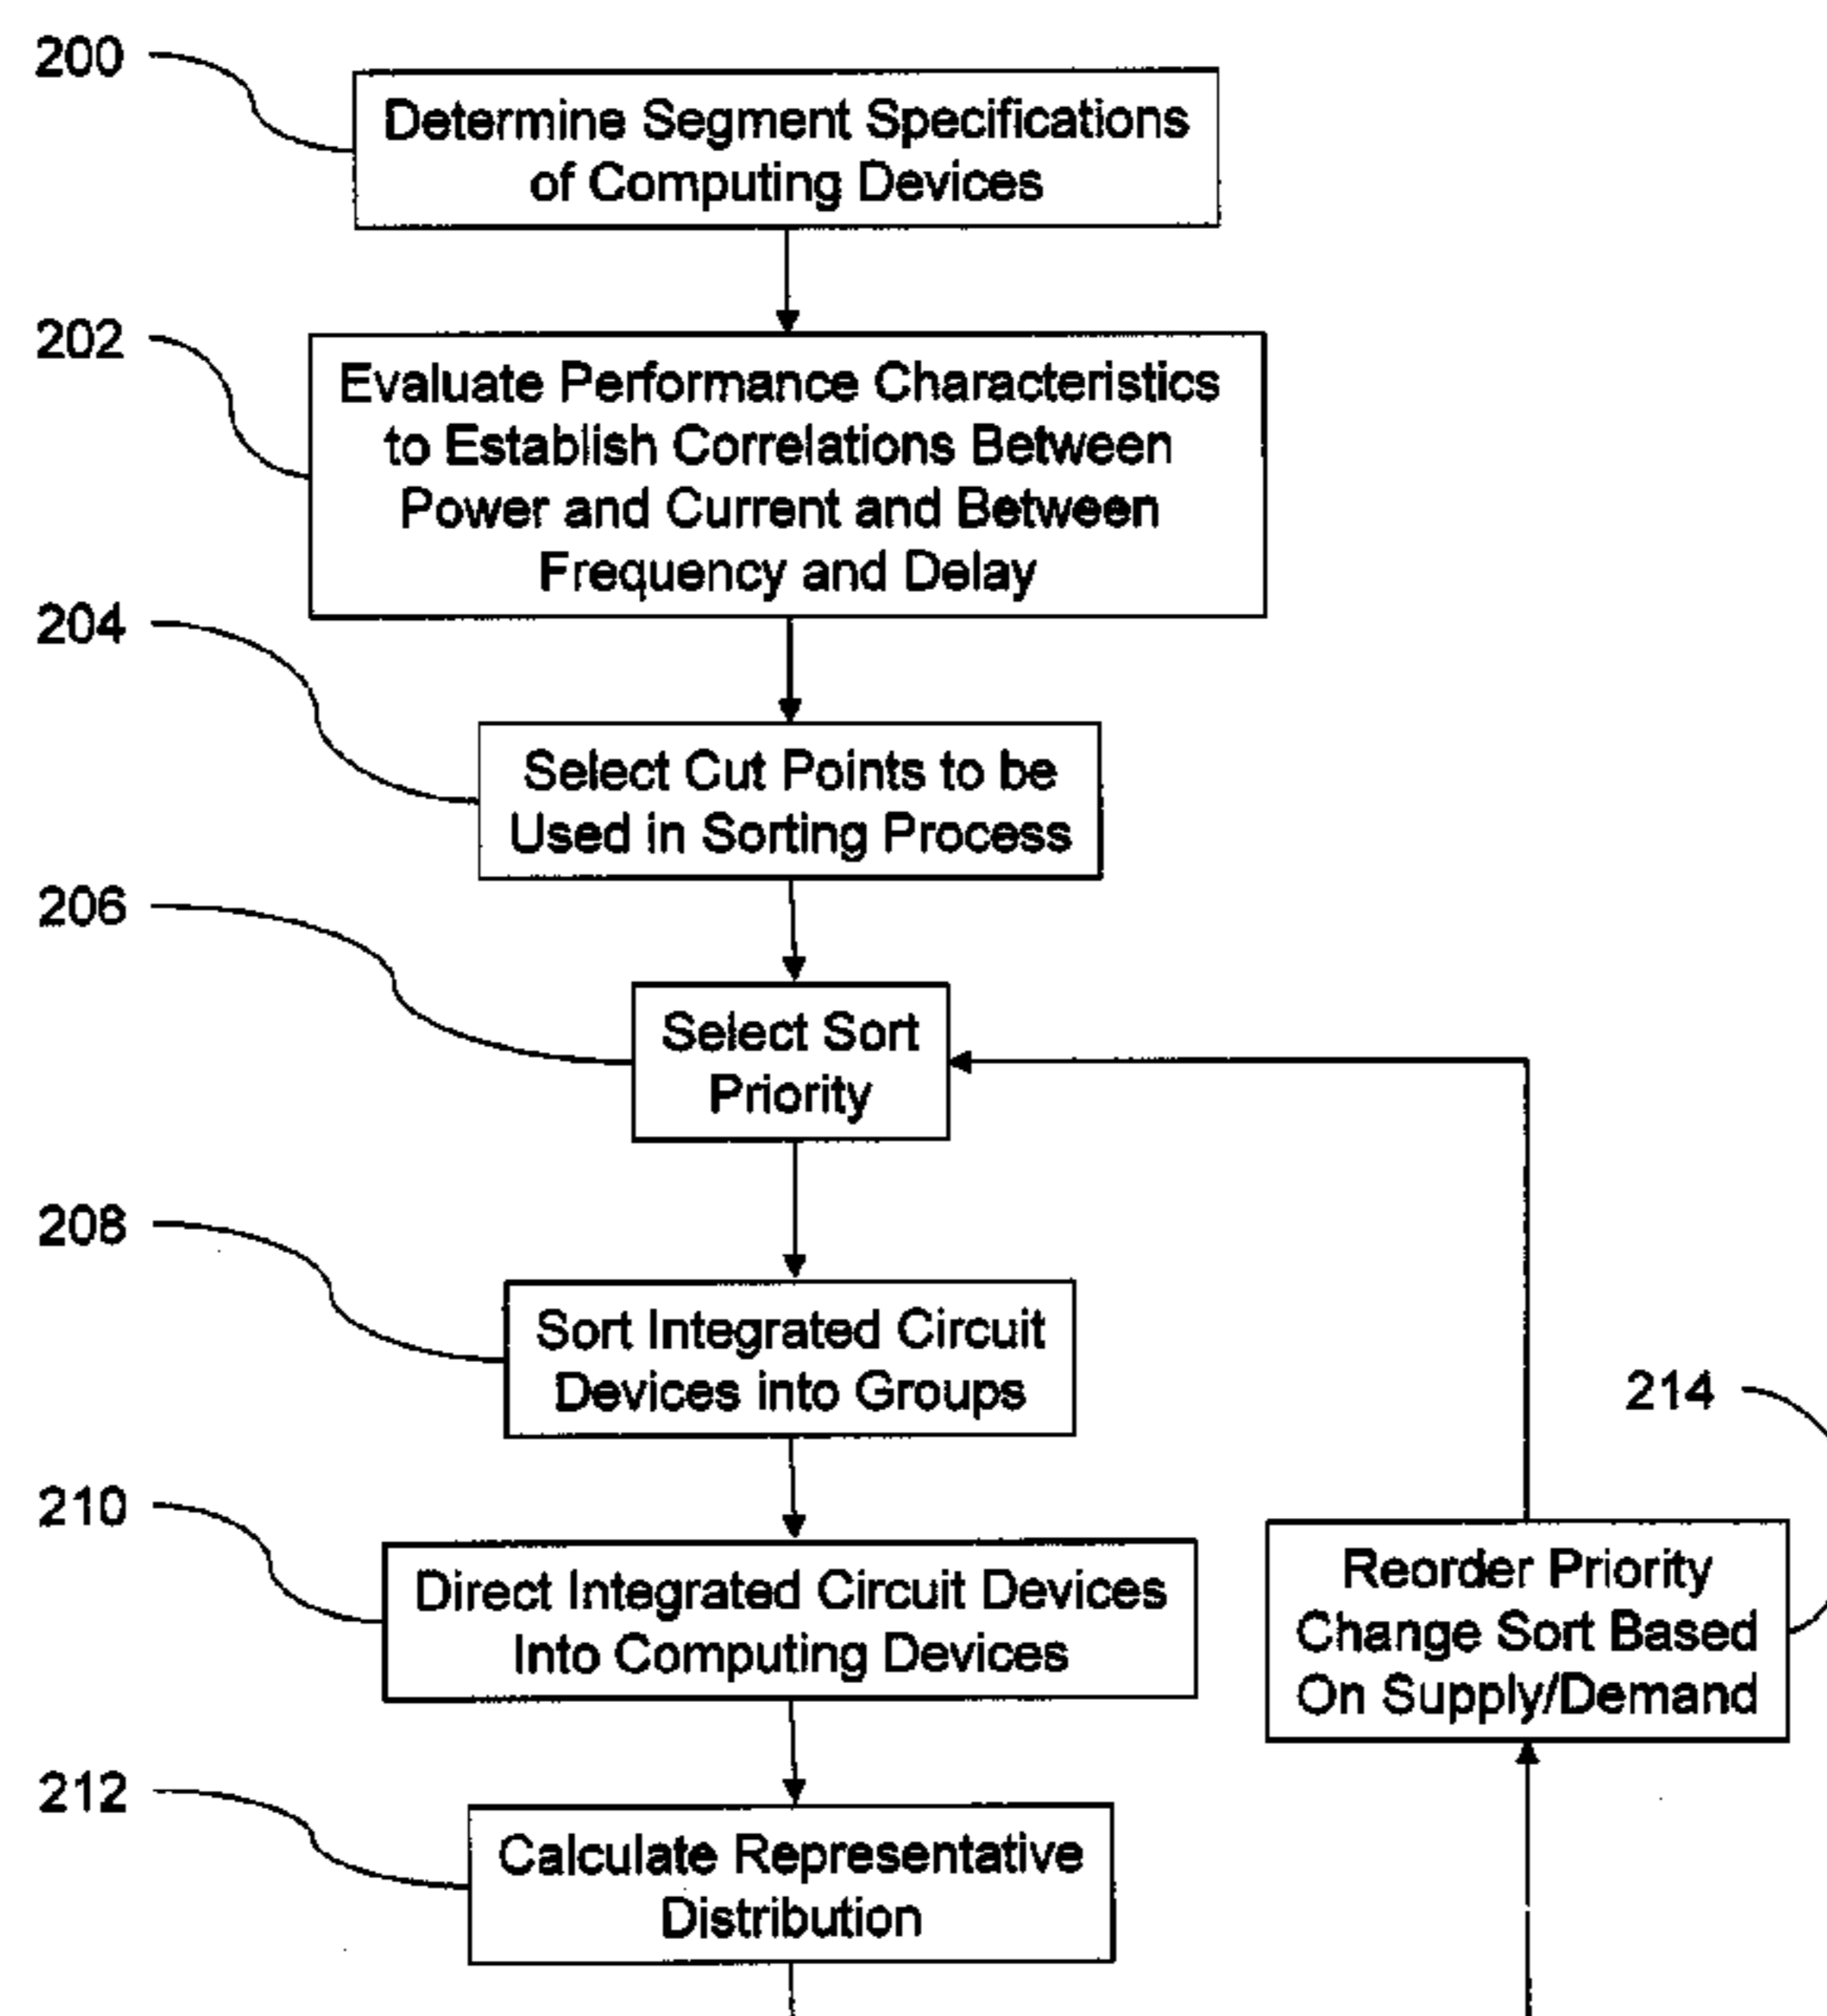 200
Determine Segment Specifications
of Computing Devices
202
Evaluate Performance Characteristics
to Establish Correlations Between
Power and Current and Between
Frequency and Delay
204
Select Cut Points to be
Used in Sorting Process
206
Select Sort
Priority
208
Sort Integrated Circuit
Devices into Groups
214
210
Direct Integrated Circuit Devices
Into Computing Devices
Reorder Priority
Change Sort Based
On Supply/Demand
212
Calculate Representative
Distribution